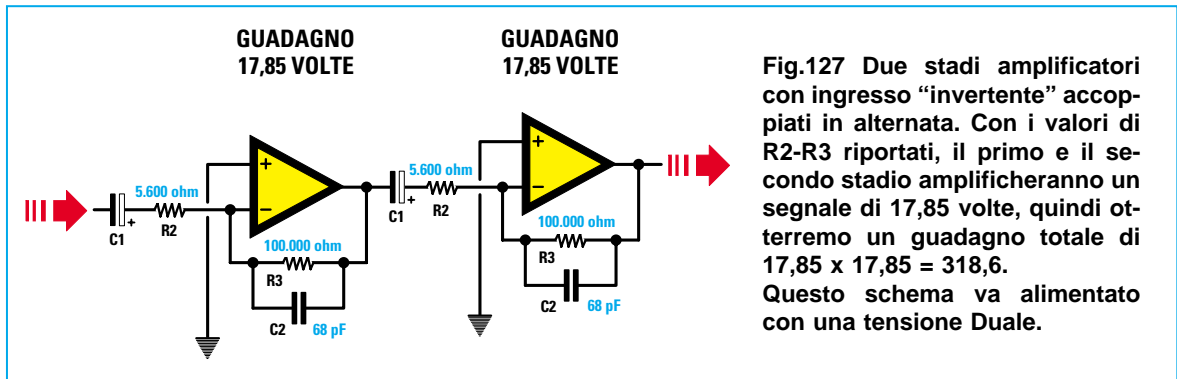 GUADAGNO
17,85 VOLTE
GUADAGNO
17,85 VOLTE
5.600 ohm
C1
+
R2
+
−
100.000 ohm
R3
C2
68 pF
5.600 ohm
C1
+
R2
+
−
100.000 ohm
R3
C2
68 pF
Fig.127 Due stadi amplificatori
con ingresso “invertente” accop-
piati in alternata. Con i valori di
R2-R3 riportati, il primo e il se-
condo stadio amplificheranno un
segnale di 17,85 volte, quindi ot-
terremo un guadagno totale di
17,85 x 17,85 = 318,6.
Questo schema va alimentato
con una tensione Duale.